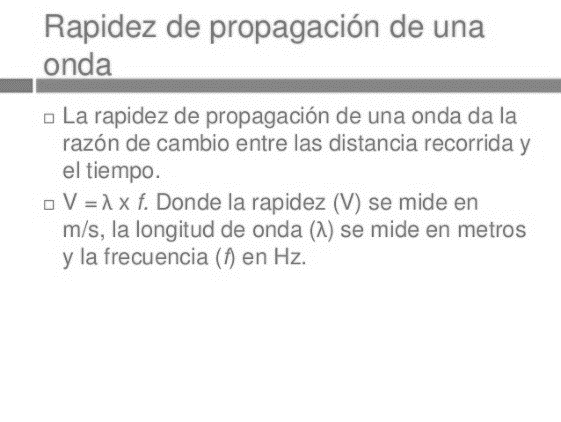 Rapidez de propagación de una
onda
□ La rapidez de propagación de una onda da la
razón de cambio entre las distancia recorrida y
el tiempo.
□ V = λ x f. Donde la rapidez (V) se mide en
m/s, la longitud de onda (λ) se mide en metros
y la frecuencia (f) en Hz.